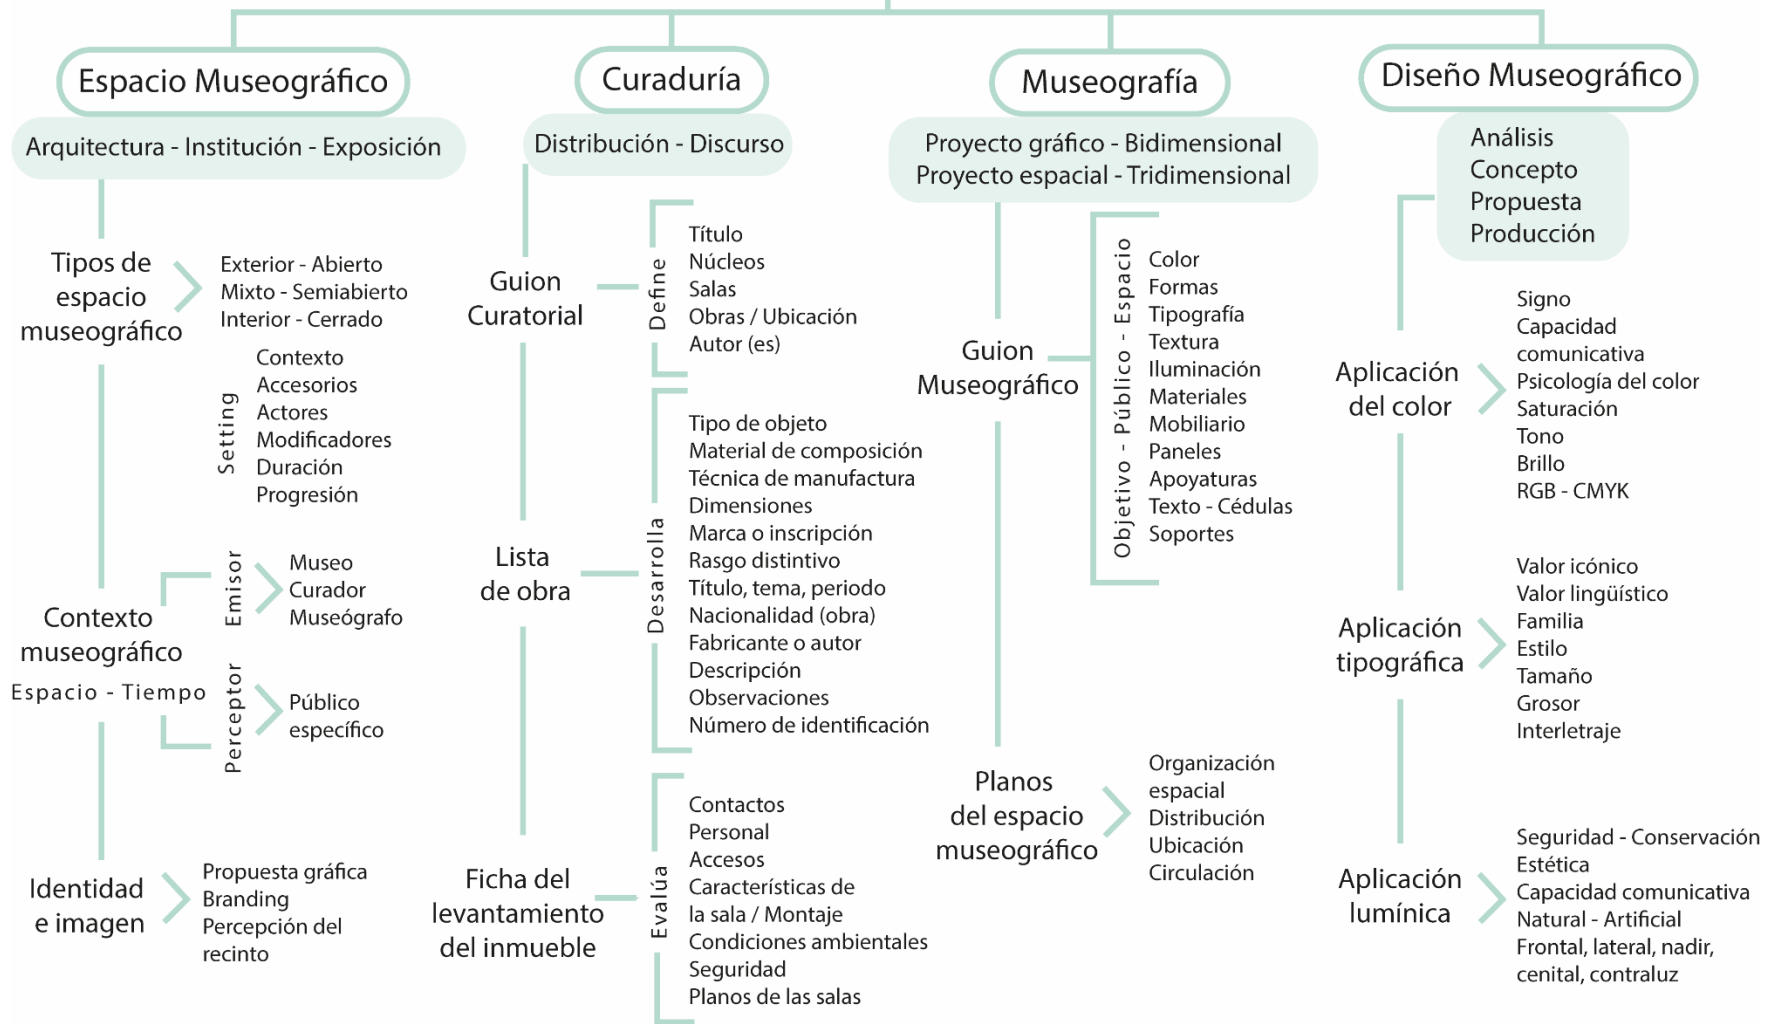 Espacio Museográfico
Arquitectura - Institución - Exposición
Tipos de
espacio
museográfico
Exterior - Abierto
Mixto - Semiabierto
Interior - Cerrado
Setting
Contexto
Accesorios
Actores
Modificadores
Duración
Progresión
Contexto
museográfico
Espacio - Tiempo
Emisor
Museo
Curador
Museógrafo
Perceptor
Público
específico
Identidad
e imagen
Propuesta gráfica
Branding
Percepción del
recinto
Curaduría
Distribución - Discurso
Guion
Curatorial
Define
Título
Núcleos
Salas
Obras / Ubicación
Autor (es)
Lista
de obra
Desarrolla
Tipo de objeto
Material de composición
Técnica de manufactura
Dimensiones
Marca o inscripción
Rasgo distintivo
Título, tema, periodo
Nacionalidad (obra)
Fabricante o autor
Descripción
Observaciones
Número de identificación
Ficha del
levantamiento
del inmueble
Evalúa
Contactos
Personal
Accesos
Características de
la sala / Montaje
Condiciones ambientales
Seguridad
Planos de las salas
Museografía
Proyecto gráfico - Bidimensional
Proyecto espacial - Tridimensional
Guion
Museográfico
Objetivo - Público - Espacio
Color
Formas
Tipografía
Textura
Iluminación
Materiales
Mobiliario
Paneles
Apoyaturas
Texto - Cédulas
Soportes
Planos
del espacio
museográfico
Organización
espacial
Distribución
Ubicación
Circulación
Diseño Museográfico
Análisis
Concepto
Propuesta
Producción
Aplicación
del color
Signo
Capacidad
comunicativa
Psicología del color
Saturación
Tono
Brillo
RGB - CMYK
Aplicación
tipográfica
Valor icónico
Valor lingüístico
Familia
Estilo
Tamaño
Grosor
Interletraje
Aplicación
lumínica
Seguridad - Conservación
Estética
Capacidad comunicativa
Natural - Artificial
Frontal, lateral, nadir,
cenital, contraluz